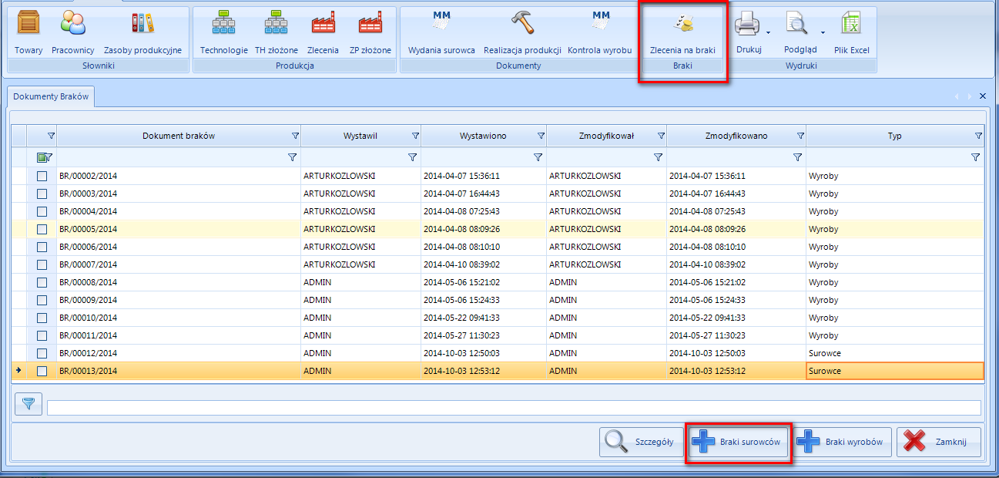 MM MM
Towary Pracownicy Zasoby produkcyjne Technologie TH złożone Zlecenia ZP złożone Wydania surowca Realizacja produkcji Kontrola wyrobu Zlecenia na braki Drukuj Podgląd Plik Excel
Słowniki Produkcja Dokumenty Braki Wydruki
Dokumenty Braków
Dokument braków Wystawił Wystawiono Zmodyfikował Zmodyfikowano Typ
BR/00002/2014 ARTURKOZLOWSKI 2014-04-07 15:36:11 ARTURKOZLOWSKI 2014-04-07 15:36:11 Wyroby
BR/00003/2014 ARTURKOZLOWSKI 2014-04-07 16:44:43 ARTURKOZLOWSKI 2014-04-07 16:44:43 Wyroby
BR/00004/2014 ARTURKOZLOWSKI 2014-04-08 07:25:43 ARTURKOZLOWSKI 2014-04-08 07:25:43 Wyroby
BR/00005/2014 ARTURKOZLOWSKI 2014-04-08 08:09:26 ARTURKOZLOWSKI 2014-04-08 08:09:26 Wyroby
BR/00006/2014 ARTURKOZLOWSKI 2014-04-08 08:10:10 ARTURKOZLOWSKI 2014-04-08 08:10:10 Wyroby
BR/00007/2014 ARTURKOZLOWSKI 2014-04-10 08:39:02 ARTURKOZLOWSKI 2014-04-10 08:39:02 Wyroby
BR/00008/2014 ADMIN 2014-05-06 15:21:02 ADMIN 2014-05-06 15:21:02 Wyroby
BR/00009/2014 ADMIN 2014-05-06 15:24:33 ADMIN 2014-05-06 15:24:33 Wyroby
BR/00010/2014 ADMIN 2014-05-22 09:41:33 ADMIN 2014-05-22 09:41:33 Wyroby
BR/00011/2014 ADMIN 2014-05-27 11:30:23 ADMIN 2014-05-27 11:30:23 Wyroby
BR/00012/2014 ADMIN 2014-10-03 12:50:03 ADMIN 2014-10-03 12:50:03 Surowce
BR/00013/2014 ADMIN 2014-10-03 12:53:12 ADMIN 2014-10-03 12:53:12 Surowce
Szczegóły Braki surowców Braki wyrobów Zamknij